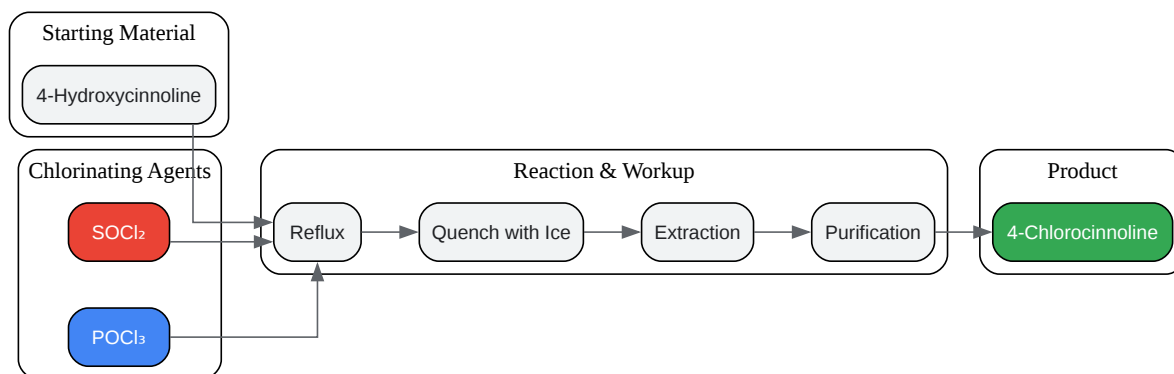 Starting Material
4-Hydroxycinnoline
Chlorinating Agents
SOCl₂
POCl₃
Reaction & Workup
Reflux
Quench with Ice
Extraction
Purification
Product
4-Chlorocinnoline